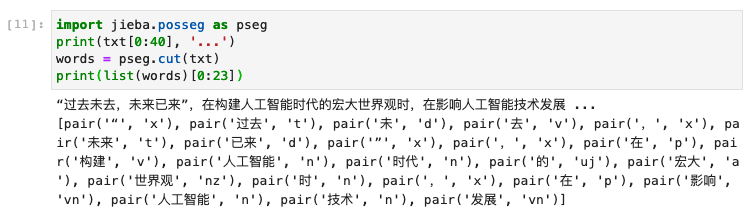 [11]: import jieba.posseg as pseg
print(txt[0:40], '...')
words = pseg.cut(txt)
print(list(words)[0:23])
“过去未去，未来已来”，在构建人工智能时代的宏大世界观时，在影响人工智能技术发展 ...
[pair('“', 'x'), pair('过去', 't'), pair('未', 'd'), pair('去', 'v'), pair('，', 'x'), pa
ir('未来', 't'), pair('已来', 'd'), pair('”', 'x'), pair('，', 'x'), pair('在', 'p'), pai
r('构建', 'v'), pair('人工智能', 'n'), pair('时代', 'n'), pair('的', 'uj'), pair('宏大', 'a
'), pair('世界观', 'nz'), pair('时', 'n'), pair('，', 'x'), pair('在', 'p'), pair('影响',
'vn'), pair('人工智能', 'n'), pair('技术', 'n'), pair('发展', 'vn')]